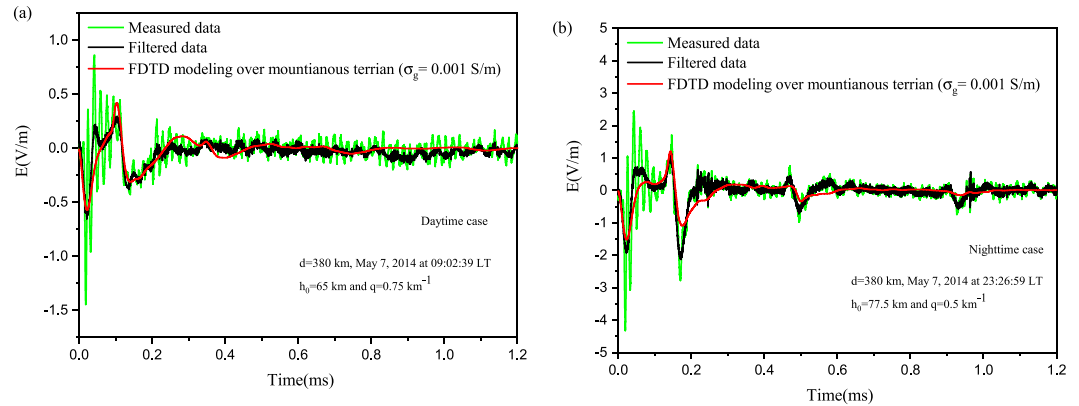 (a)
Measured data
Filtered data
FDTD modeling over mountianous terrian (σg= 0.001 S/m)
E(V/m)
1.0
0.5
0.0
-0.5
-1.0
-1.5
Daytime case
d=380 km, May 7, 2014 at 09:02:39 LT
h0=65 km and q=0.75 km-1
0.0 0.2 0.4 0.6 0.8 1.0 1.2
Time(ms)
(b)
Measured data
Filtered data
FDTD modeling over mountianous terrian (σg= 0.001 S/m)
E(V/m)
5
4
3
2
1
0
-1
-2
-3
-4
-5
Nighttime case
d=380 km, May 7, 2014 at 23:26:59 LT
h0=77.5 km and q=0.5 km-1
0.0 0.2 0.4 0.6 0.8 1.0 1.2
Time(ms)